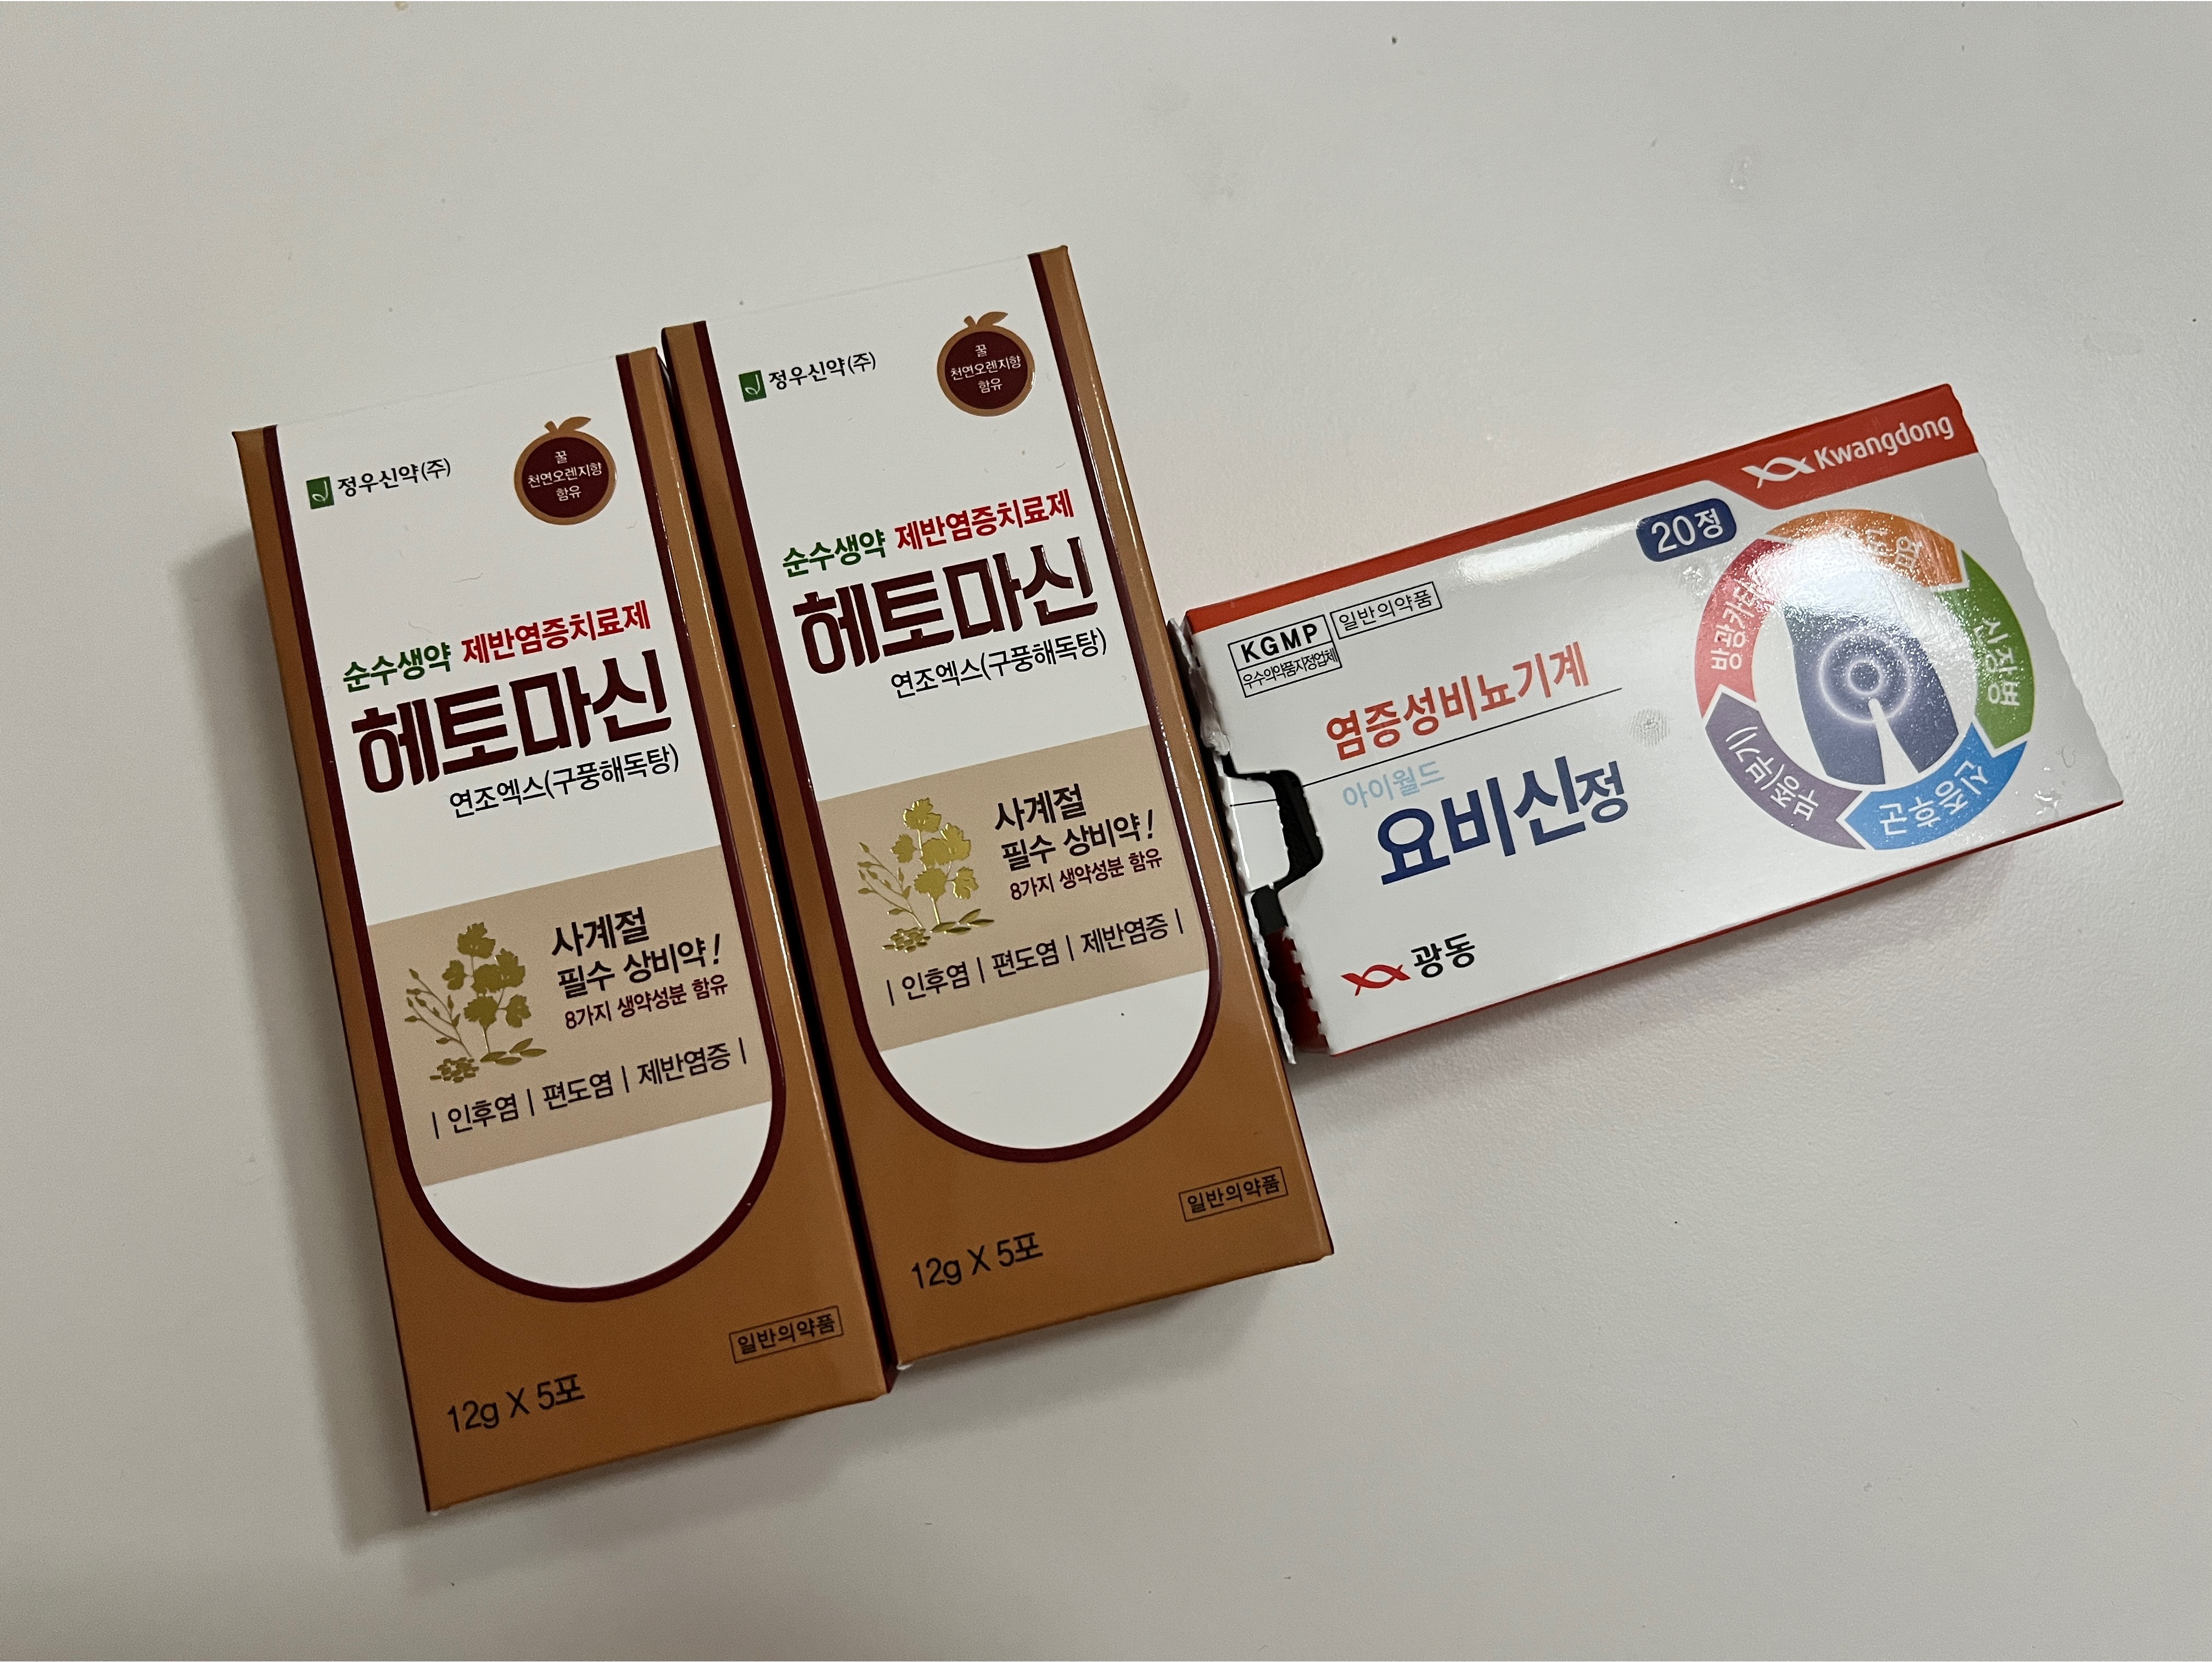 정우신약(주)
꿀
천연오렌지향
함유
순수생약 제반염증치료제
헤토마신
연조엑스(구풍해독탕)
사계절
필수 상비약!
8가지 생약성분 함유
| 인후염 | 편도염 | 제반염증 |
일반의약품
12g X 5포
정우신약(주)
꿀
천연오렌지향
함유
순수생약 제반염증치료제
헤토마신
연조엑스(구풍해독탕)
사계절
필수 상비약!
8가지 생약성분 함유
| 인후염 | 편도염 | 제반염증 |
일반의약품
12g X 5포
Kwangdong
20정
KGMP
우수의약품지정업체
일반의약품
염증성비뇨기계
아이월드
요비신정
광동
신장병
신증후군
부종(부기)